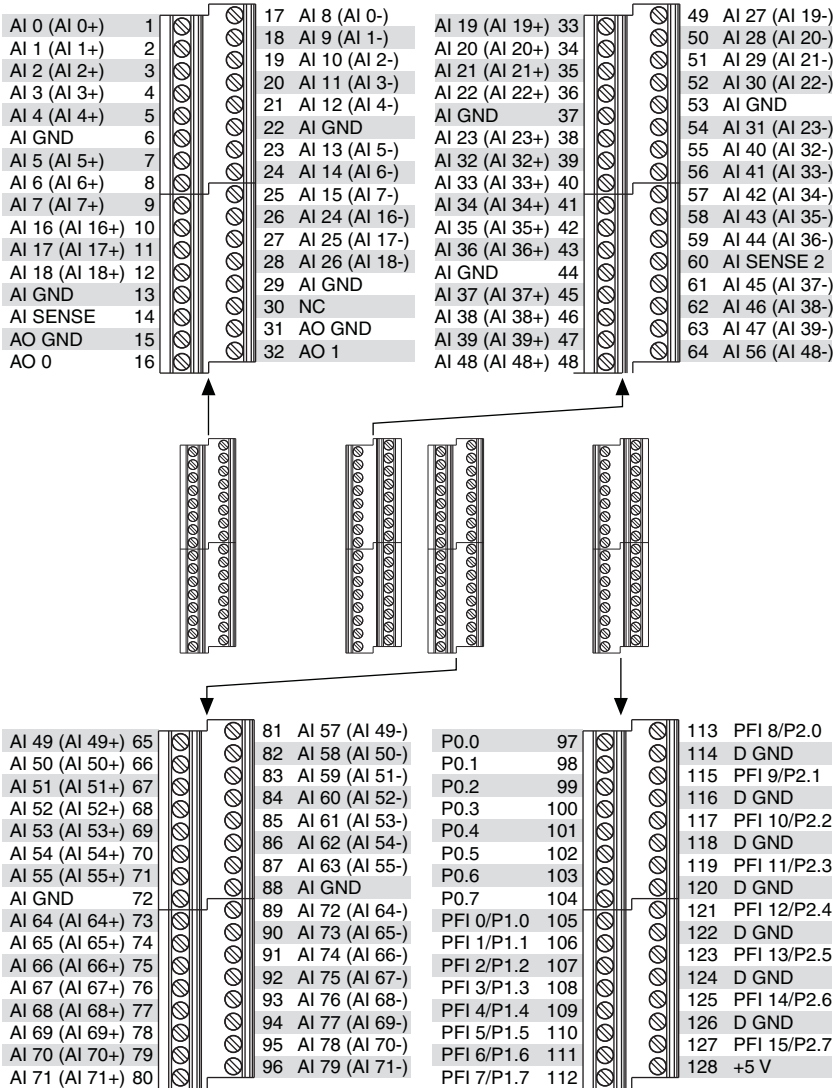 AI 0 (AI 0+) 1
AI 1 (AI 1+) 2
AI 2 (AI 2+) 3
AI 3 (AI 3+) 4
AI 4 (AI 4+) 5
AI GND 6
AI 5 (AI 5+) 7
AI 6 (AI 6+) 8
AI 7 (AI 7+) 9
AI 16 (AI 16+) 10
AI 17 (AI 17+) 11
AI 18 (AI 18+) 12
AI GND 13
AI SENSE 14
AO GND 15
AO 0 16
17 AI 8 (AI 0-)
18 AI 9 (AI 1-)
19 AI 10 (AI 2-)
20 AI 11 (AI 3-)
21 AI 12 (AI 4-)
22 AI GND
23 AI 13 (AI 5-)
24 AI 14 (AI 6-)
25 AI 15 (AI 7-)
26 AI 24 (AI 16-)
27 AI 25 (AI 17-)
28 AI 26 (AI 18-)
29 AI GND
30 NC
31 AO GND
32 AO 1
AI 19 (AI 19+) 33
AI 20 (AI 20+) 34
AI 21 (AI 21+) 35
AI 22 (AI 22+) 36
AI GND 37
AI 23 (AI 23+) 38
AI 32 (AI 32+) 39
AI 33 (AI 33+) 40
AI 34 (AI 34+) 41
AI 35 (AI 35+) 42
AI 36 (AI 36+) 43
AI GND 44
AI 37 (AI 37+) 45
AI 38 (AI 38+) 46
AI 39 (AI 39+) 47
AI 48 (AI 48+) 48
49 AI 27 (AI 19-)
50 AI 28 (AI 20-)
51 AI 29 (AI 21-)
52 AI 30 (AI 22-)
53 AI GND
54 AI 31 (AI 23-)
55 AI 40 (AI 32-)
56 AI 41 (AI 33-)
57 AI 42 (AI 34-)
58 AI 43 (AI 35-)
59 AI 44 (AI 36-)
60 AI SENSE 2
61 AI 45 (AI 37-)
62 AI 46 (AI 38-)
63 AI 47 (AI 39-)
64 AI 56 (AI 48-)
AI 49 (AI 49+) 65
AI 50 (AI 50+) 66
AI 51 (AI 51+) 67
AI 52 (AI 52+) 68
AI 53 (AI 53+) 69
AI 54 (AI 54+) 70
AI 55 (AI 55+) 71
AI GND 72
AI 64 (AI 64+) 73
AI 65 (AI 65+) 74
AI 66 (AI 66+) 75
AI 67 (AI 67+) 76
AI 68 (AI 68+) 77
AI 69 (AI 69+) 78
AI 70 (AI 70+) 79
AI 71 (AI 71+) 80
81 AI 57 (AI 49-)
82 AI 58 (AI 50-)
83 AI 59 (AI 51-)
84 AI 60 (AI 52-)
85 AI 61 (AI 53-)
86 AI 62 (AI 54-)
87 AI 63 (AI 55-)
88 AI GND
89 AI 72 (AI 64-)
90 AI 73 (AI 65-)
91 AI 74 (AI 66-)
92 AI 75 (AI 67-)
93 AI 76 (AI 68-)
94 AI 77 (AI 69-)
95 AI 78 (AI 70-)
96 AI 79 (AI 71-)
P0.0 97
P0.1 98
P0.2 99
P0.3 100
P0.4 101
P0.5 102
P0.6 103
P0.7 104
PFI 0/P1.0 105
PFI 1/P1.1 106
PFI 2/P1.2 107
PFI 3/P1.3 108
PFI 4/P1.4 109
PFI 5/P1.5 110
PFI 6/P1.6 111
PFI 7/P1.7 112
113 PFI 8/P2.0
114 D GND
115 PFI 9/P2.1
116 D GND
117 PFI 10/P2.2
118 D GND
119 PFI 11/P2.3
120 D GND
121 PFI 12/P2.4
122 D GND
123 PFI 13/P2.5
124 D GND
125 PFI 14/P2.6
126 D GND
127 PFI 15/P2.7
128 +5 V